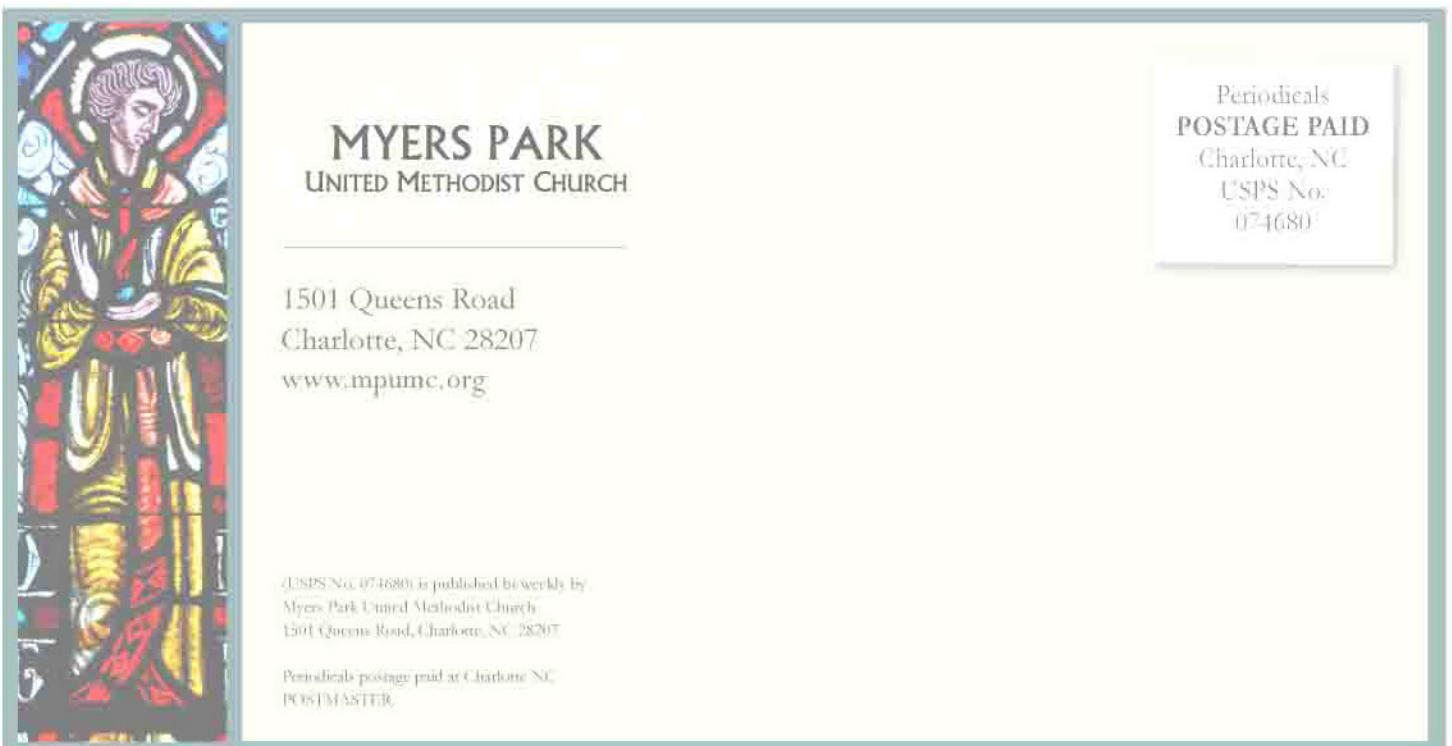 MYERS PARK
UNITED METHODIST CHURCH
1501 Queens Road
Charlotte, NC 28207
www.mpumc.org
Periodicals
POSTAGE PAID
Charlotte, NC
USPS No.
074680
(USPS No. 074680) is published biweekly by
Myers Park United Methodist Church
1501 Queens Road, Charlotte, NC 28207
Periodicals postage paid at Charlotte NC
POSTMASTER